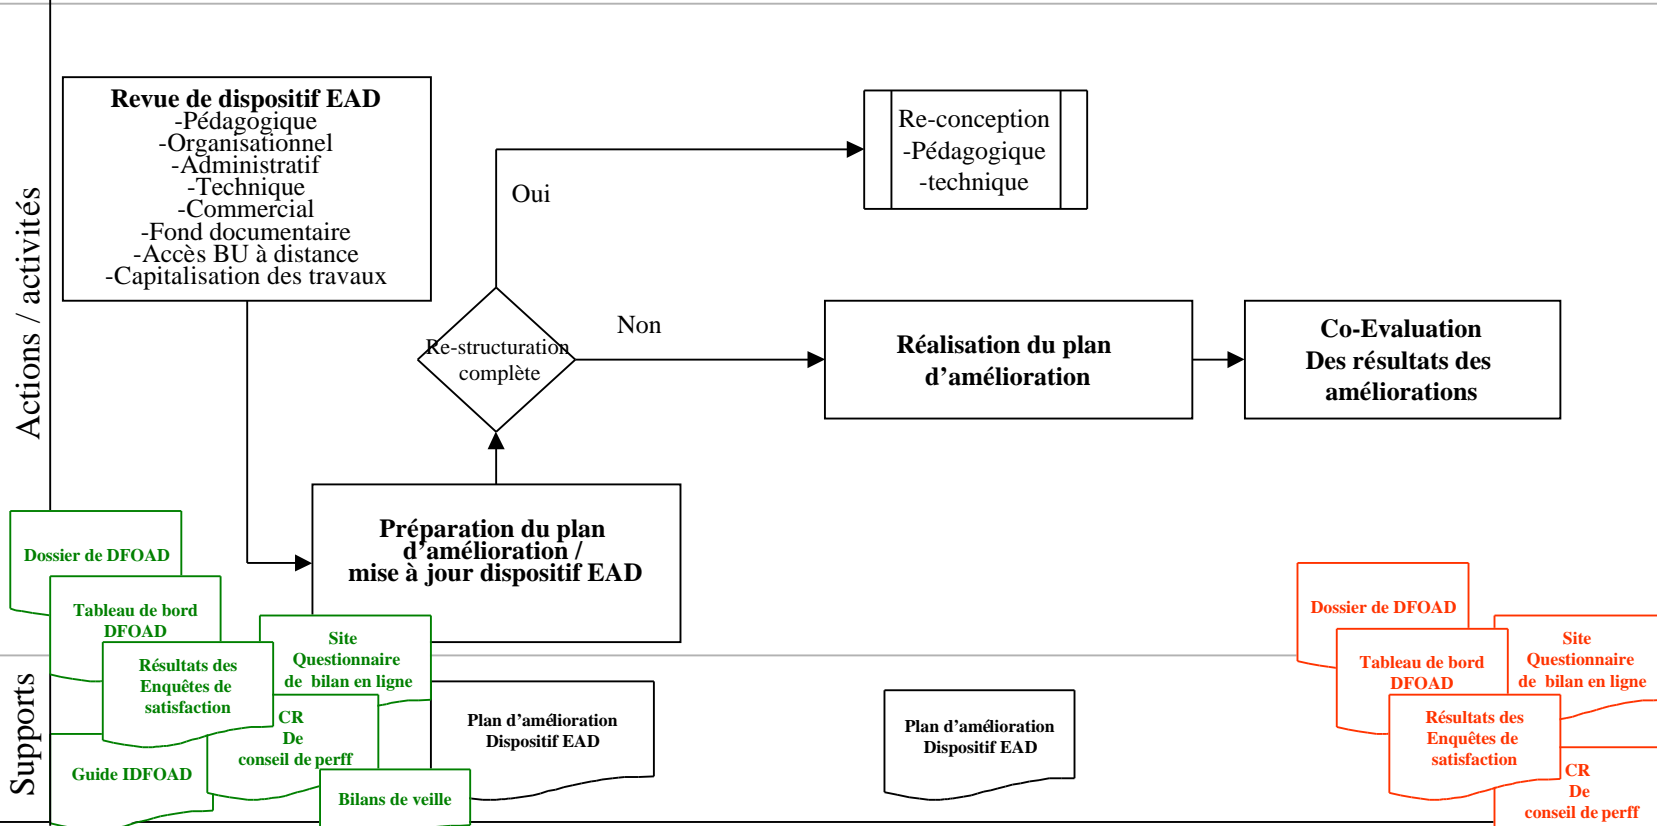 Actions / activités
Revue de dispositif EAD
-Pédagogique
-Organisationnel
-Administratif
-Technique
-Commercial
-Fond documentaire
-Accès BU à distance
-Capitalisation des travaux
Oui
Re-conception
-Pédagogique
-technique
Re-structuration
complète
Non
Réalisation du plan
d’amélioration
Co-Evaluation
Des résultats des
améliorations
Préparation du plan
d’amélioration /
mise à jour dispositif EAD
Supports
Dossier de DFOAD
Tableau de bord
DFOAD
Résultats des
Enquêtes de
satisfaction
Site
Questionnaire
de bilan en ligne
CR
De
conseil de perff
Guide IDFOAD
Bilans de veille
Plan d’amélioration
Dispositif EAD
Plan d’amélioration
Dispositif EAD
Dossier de DFOAD
Tableau de bord
DFOAD
Résultats des
Enquêtes de
satisfaction
Site
Questionnaire
de bilan en ligne
CR
De
conseil de perff